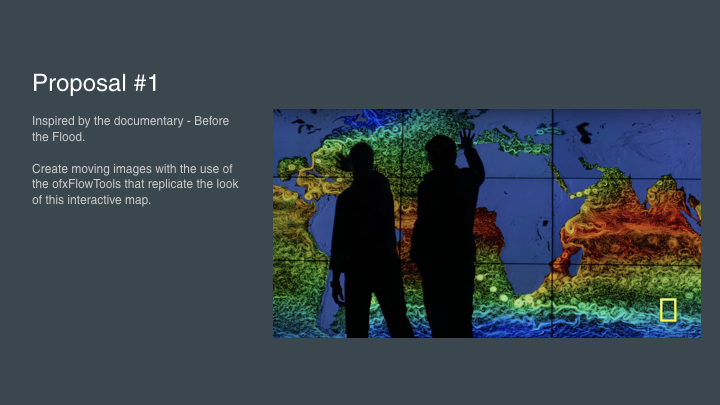 Proposal #1
Inspired by the documentary - Before
the Flood.
Create moving images with the use of
the ofxFlowTools that replicate the look
of this interactive map.